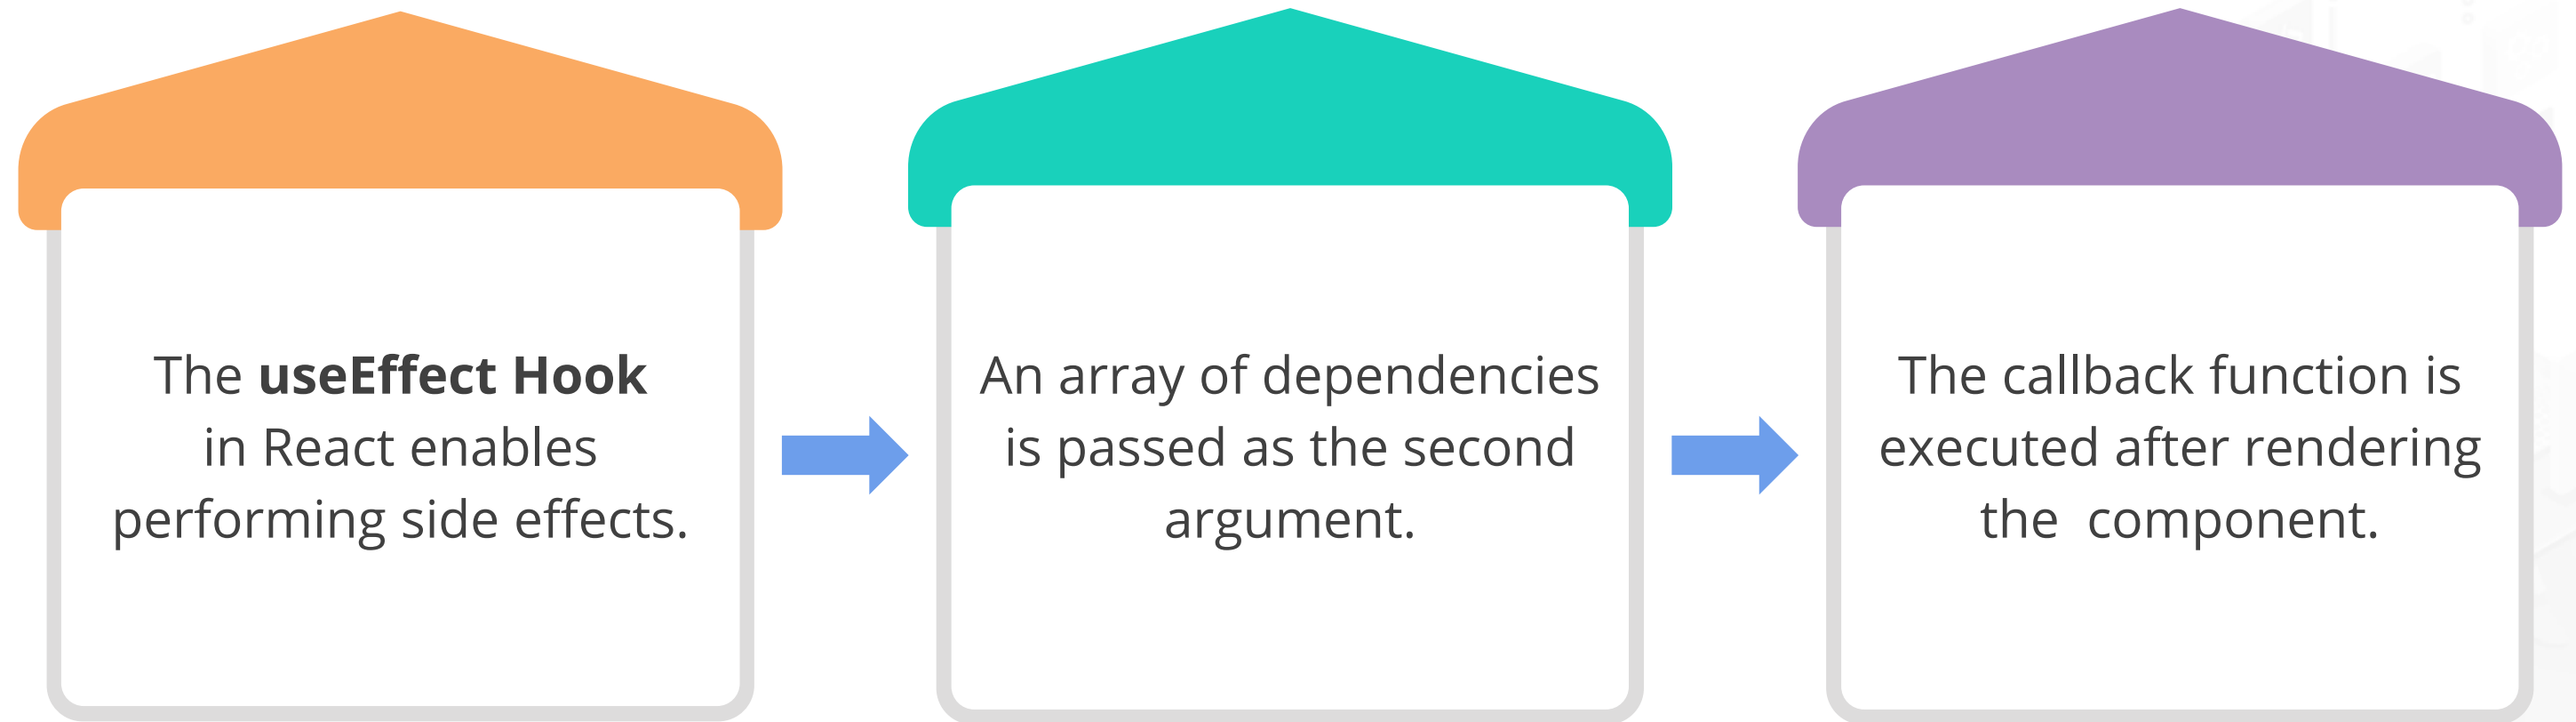 The useEffect Hook
in React enables
performing side effects.
An array of dependencies
is passed as the second
argument.
The callback function is
executed after rendering
the  component.